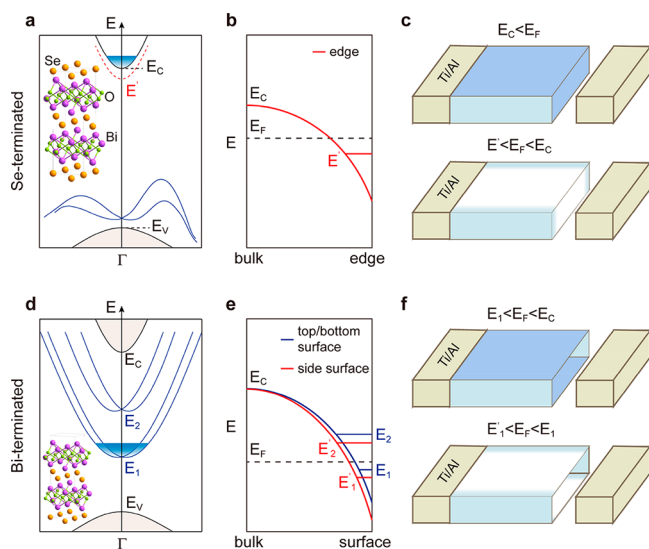 a
E
Se
O
Bi
E_C
E'
E_V
Γ
Se-terminated
b
edge
E_C
E_F
E
E'
bulk
edge
c
E_C<E_F
Ti/Al
E'<E_F<E_C
Ti/Al
d
E
E_C
E_2
E_1
E_V
Γ
Bi-terminated
e
top/bottom
surface
side surface
E_C
E
E_F
E_2
E'_2
E_1
E'_1
bulk
surface
f
E_1<E_F<E_C
Ti/Al
E'_1<E_F<E_1
Ti/Al